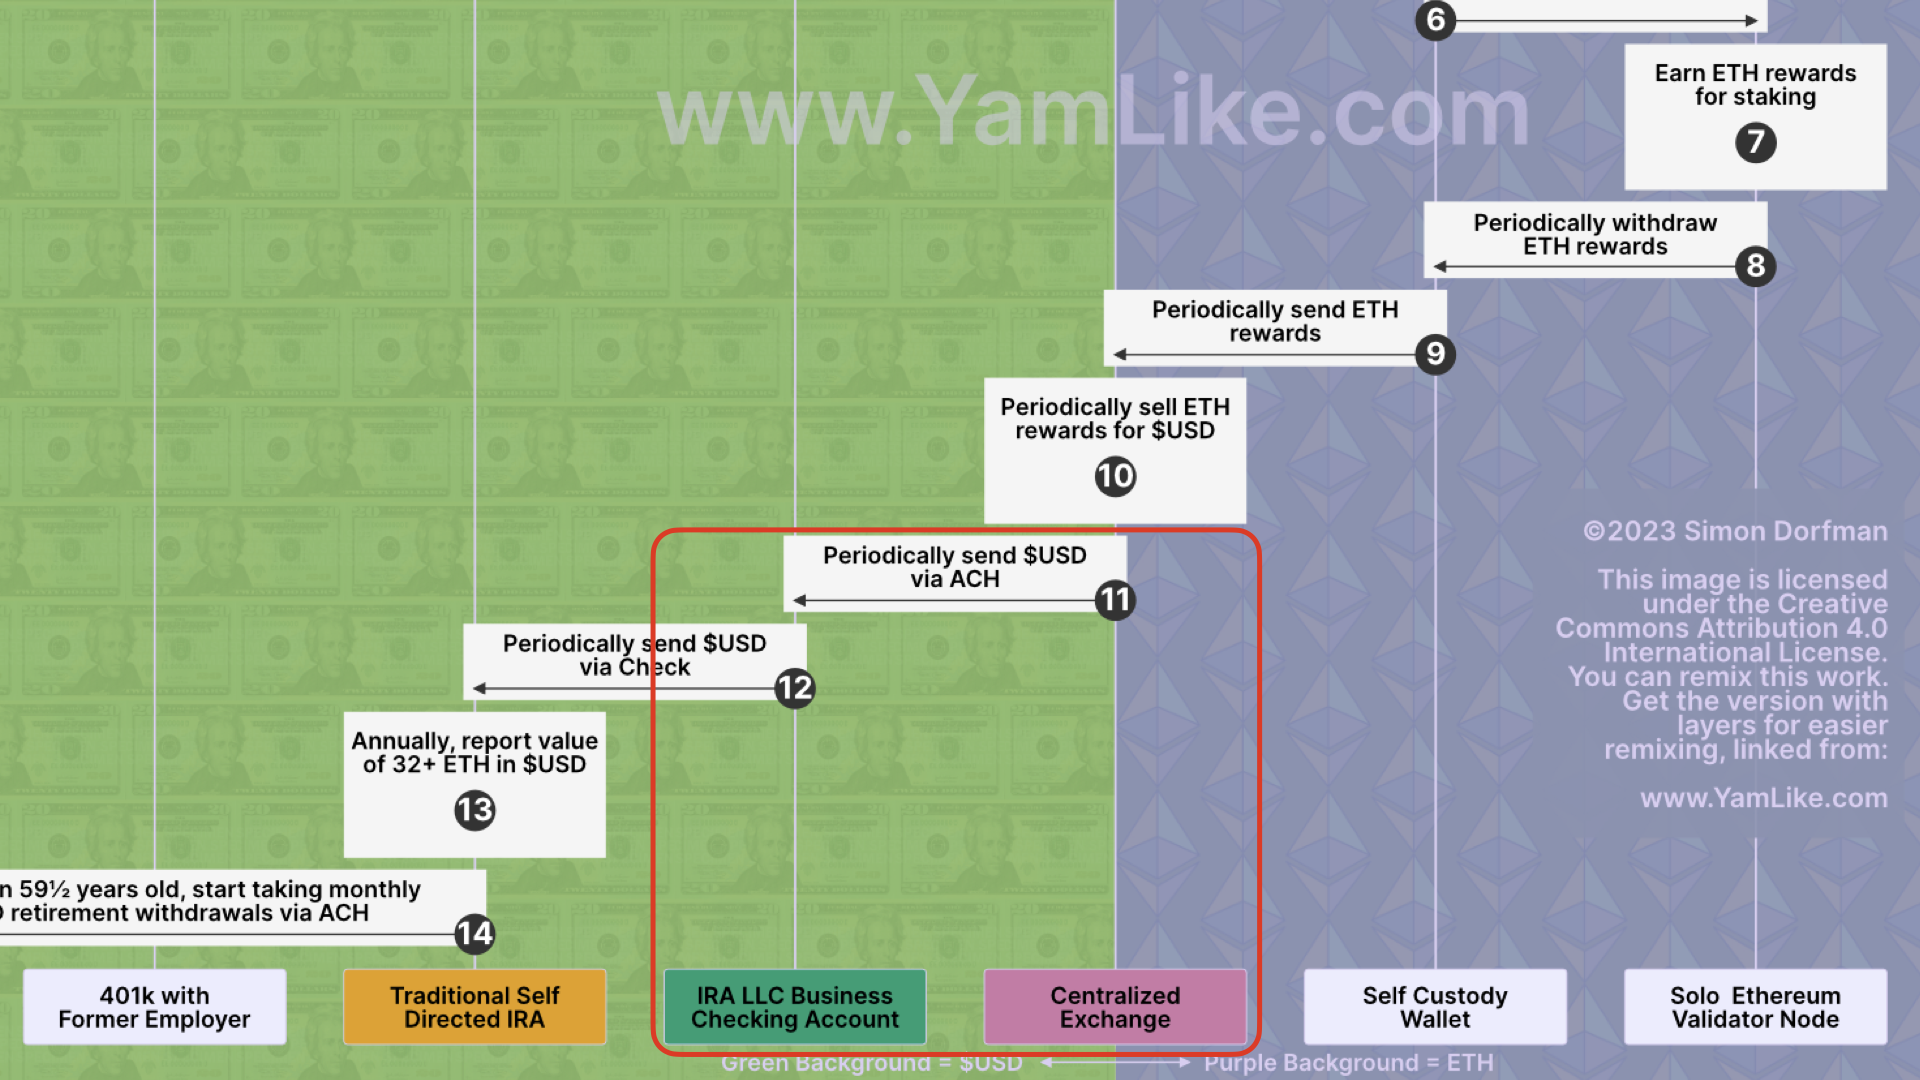 6
Earn ETH rewards
for staking
7
www.YamLike.com
Periodically withdraw
ETH rewards
8
Periodically send ETH
rewards
9
Periodically sell ETH
rewards for $USD
10
Periodically send $USD
via ACH
11
Periodically send $USD
via Check
12
Annually, report value
of 32+ ETH in $USD
13
n 59½ years old, start taking monthly
retirement withdrawals via ACH
14
©2023 Simon Dorfman
This image is licensed
under the Creative
Commons Attribution 4.0
International License.
You can remix this work.
Get the version with
layers for easier
remixing, linked from:
www.YamLike.com
401k with
Former Employer
Traditional Self
Directed IRA
IRA LLC Business
Checking Account
Centralized
Exchange
Self Custody
Wallet
Solo Ethereum
Validator Node
Green Background = $USD
Purple Background = ETH